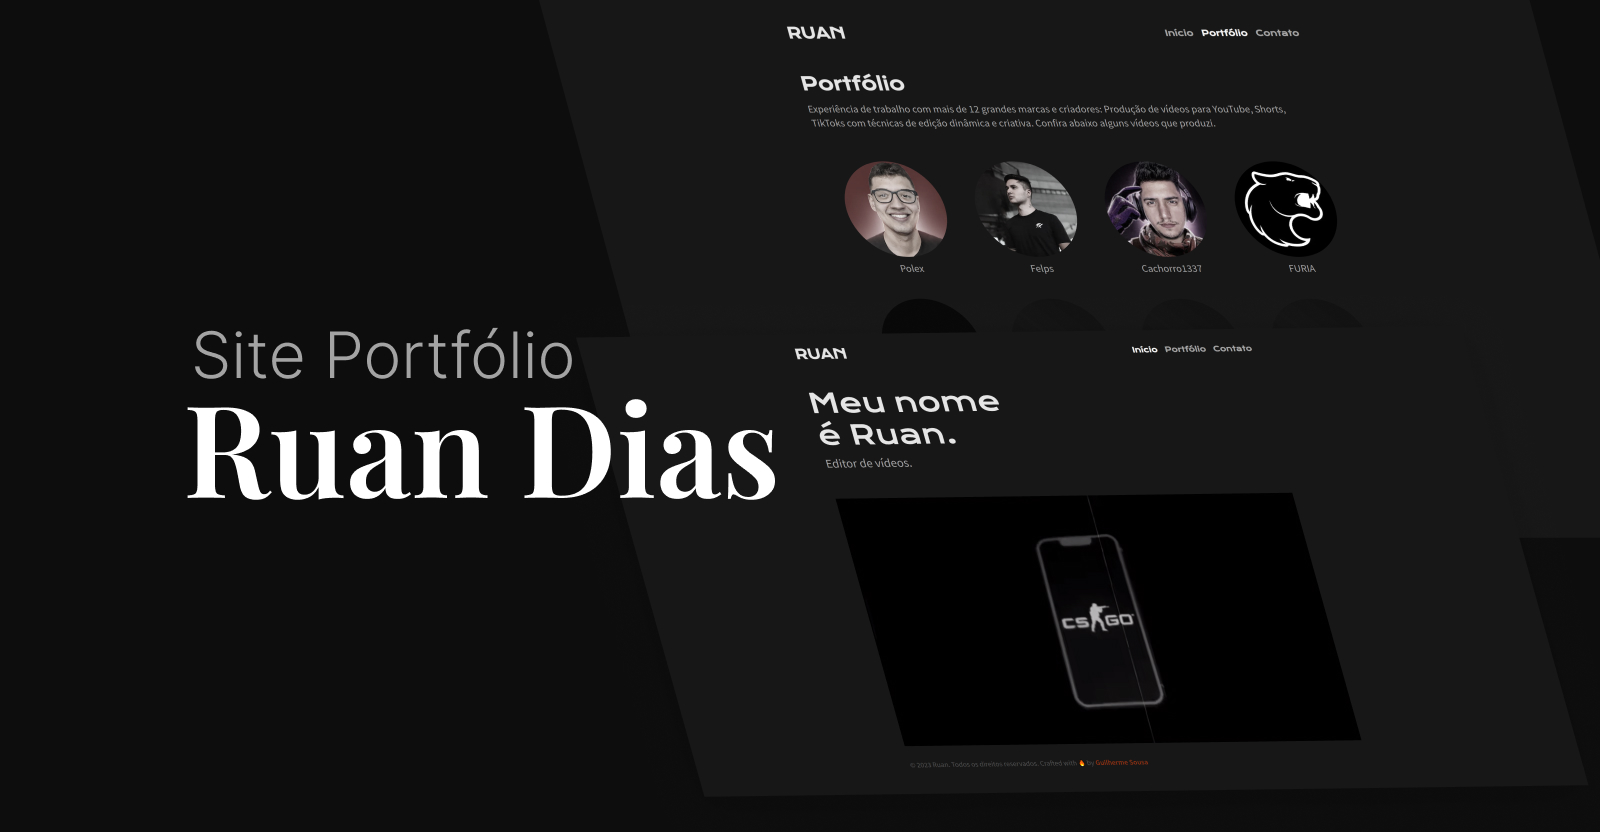 RUAN
Início Portfólio Contato
Portfólio
Experiência de trabalho com mais de 12 grandes marcas e criadores: Produção de vídeos para YouTube, Shorts,
TikToks com técnicas de edição dinâmica e criativa. Confira abaixo alguns vídeos que produzi.
Polex
Felps
Cachorro1337
FURIA
Site Portfólio
Ruan Dias
RUAN
Início Portfólio Contato
Meu nome
é Ruan.
Editor de vídeos.
CS GO
© 2023 Ruan. Todos os direitos reservados. Crafted with 🔥 by Guilherme Sousa